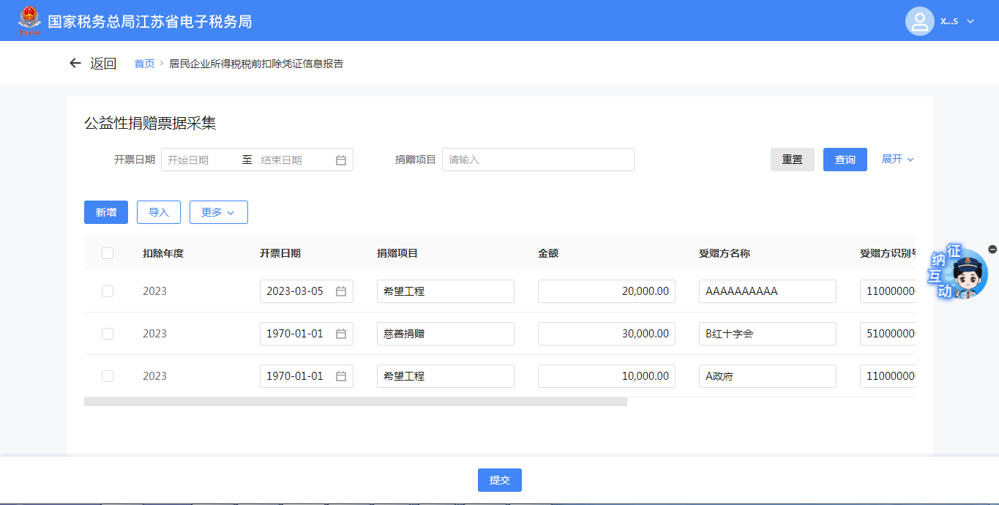 国家税务总局江苏省电子税务局
x...s
返回 首页 > 居民企业所得税税前扣除凭证信息报告
公益性捐赠票据采集
开票日期 开始日期 至 结束日期 捐赠项目 请输入 重置 查询 展开
新增 导入 更多
扣除年度 开票日期 捐赠项目 金额 受赠方名称 受赠方识别号
2023 2023-03-05 希望工程 20,000.00 AAAAAAAAAA 11000000
2023 1970-01-01 慈善捐赠 30,000.00 B红十字会 51000000
2023 1970-01-01 希望工程 10,000.00 A政府 11000000
征纳互动
提交